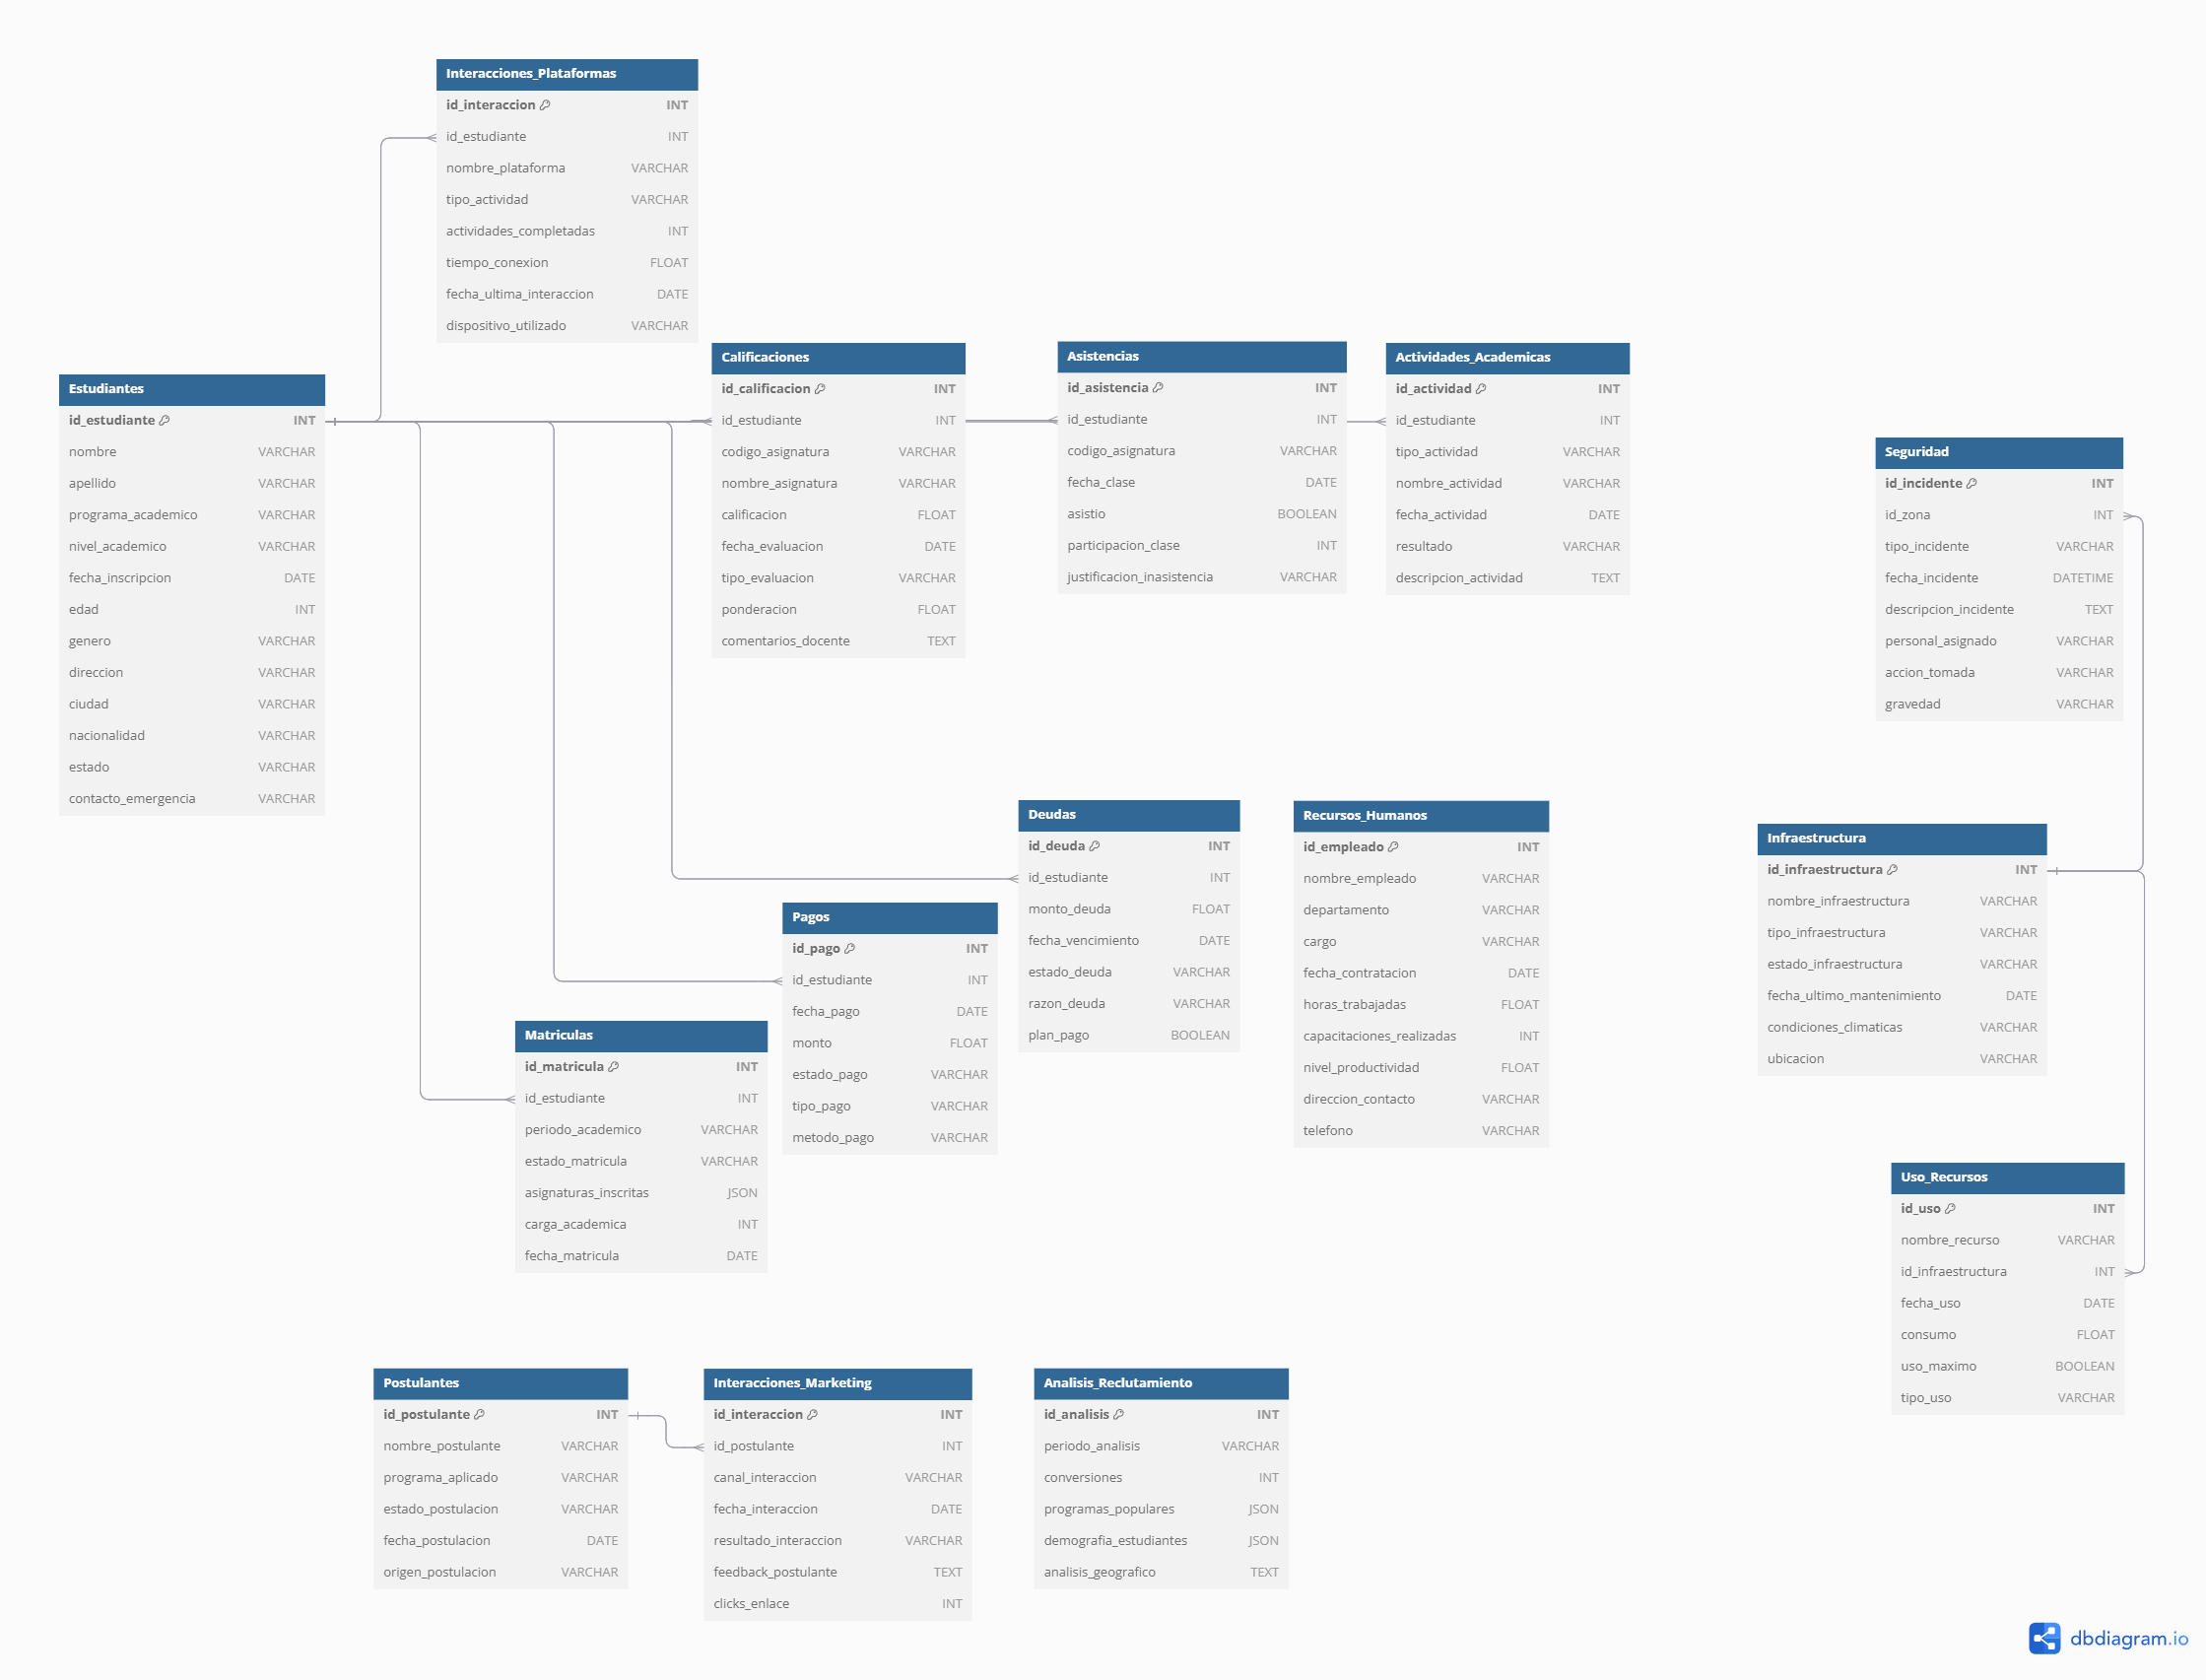 Interacciones_Plataformas
id_interaccion INT
id_estudiante INT
nombre_plataforma VARCHAR
tipo_actividad VARCHAR
actividades_completadas INT
tiempo_conexion FLOAT
fecha_ultima_interaccion DATE
dispositivo_utilizado VARCHAR
Estudiantes
id_estudiante INT
nombre VARCHAR
apellido VARCHAR
programa_academico VARCHAR
nivel_academico VARCHAR
fecha_inscripcion DATE
edad INT
genero VARCHAR
direccion VARCHAR
ciudad VARCHAR
nacionalidad VARCHAR
estado VARCHAR
contacto_emergencia VARCHAR
Calificaciones
id_calificacion INT
id_estudiante INT
codigo_asignatura VARCHAR
nombre_asignatura VARCHAR
calificacion FLOAT
fecha_evaluacion DATE
tipo_evaluacion VARCHAR
ponderacion FLOAT
comentarios_docente TEXT
Asistencias
id_asistencia INT
id_estudiante INT
codigo_asignatura VARCHAR
fecha_clase DATE
asistio BOOLEAN
participacion_clase INT
justificacion_inasistencia VARCHAR
Actividades_Academicas
id_actividad INT
id_estudiante INT
tipo_actividad VARCHAR
nombre_actividad VARCHAR
fecha_actividad DATE
resultado VARCHAR
descripcion_actividad TEXT
Seguridad
id_incidente INT
id_zona INT
tipo_incidente VARCHAR
fecha_incidente DATETIME
descripcion_incidente TEXT
personal_asignado VARCHAR
accion_tomada VARCHAR
gravedad VARCHAR
Deudas
id_deuda INT
id_estudiante INT
monto_deuda FLOAT
fecha_vencimiento DATE
estado_deuda VARCHAR
razon_deuda VARCHAR
plan_pago BOOLEAN
Recursos_Humanos
id_empleado INT
nombre_empleado VARCHAR
departamento VARCHAR
cargo VARCHAR
fecha_contratacion DATE
horas_trabajadas FLOAT
capacitaciones_realizadas INT
nivel_productividad FLOAT
direccion_contacto VARCHAR
telefono VARCHAR
Infraestructura
id_infraestructura INT
nombre_infraestructura VARCHAR
tipo_infraestructura VARCHAR
estado_infraestructura VARCHAR
fecha_ultimo_mantenimiento DATE
condiciones_climaticas VARCHAR
ubicacion VARCHAR
Pagos
id_pago INT
id_estudiante INT
fecha_pago DATE
monto FLOAT
estado_pago VARCHAR
tipo_pago VARCHAR
metodo_pago VARCHAR
Matriculas
id_matricula INT
id_estudiante INT
periodo_academico VARCHAR
estado_matricula VARCHAR
asignaturas_inscritas JSON
carga_academica INT
fecha_matricula DATE
Uso_Recursos
id_uso INT
nombre_recurso VARCHAR
id_infraestructura INT
fecha_uso DATE
consumo FLOAT
uso_maximo BOOLEAN
tipo_uso VARCHAR
Postulantes
id_postulante INT
nombre_postulante VARCHAR
programa_aplicado VARCHAR
estado_postulacion VARCHAR
fecha_postulacion DATE
origen_postulacion VARCHAR
Interacciones_Marketing
id_interaccion INT
id_postulante INT
canal_interaccion VARCHAR
fecha_interaccion DATE
resultado_interaccion VARCHAR
feedback_postulante TEXT
clicks_enlace INT
Analisis_Reclutamiento
id_analisis INT
periodo_analisis VARCHAR
conversiones INT
programas_populares JSON
demografia_estudiantes JSON
analisis_geografico TEXT
dbdiagram.io